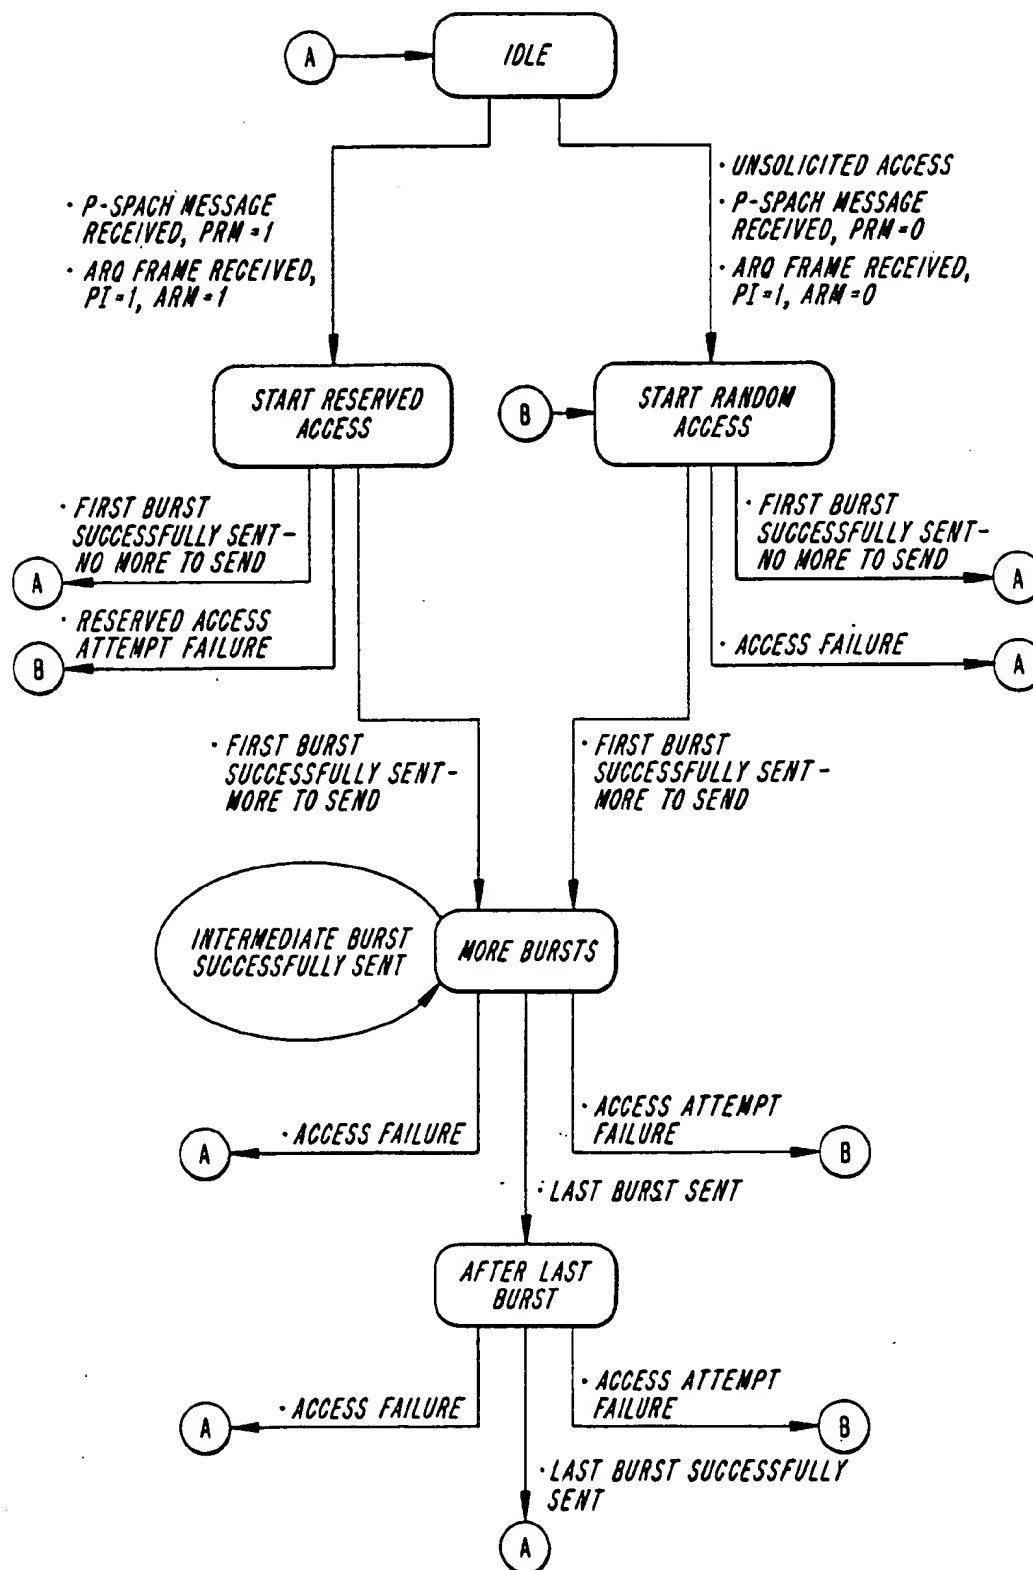 A
IDLE
· P-SPACH MESSAGE
RECEIVED, PRM=1
· ARQ FRAME RECEIVED,
PI=1, ARM=1
· UNSOLICITED ACCESS
· P-SPACH MESSAGE
RECEIVED, PRM=0
· ARQ FRAME RECEIVED,
PI=1, ARM=0
START RESERVED
ACCESS
B
START RANDOM
ACCESS
· FIRST BURST
SUCCESSFULLY SENT-
NO MORE TO SEND
A
· RESERVED ACCESS
ATTEMPT FAILURE
B
· FIRST BURST
SUCCESSFULLY SENT-
NO MORE TO SEND
A
· ACCESS FAILURE
A
· FIRST BURST
SUCCESSFULLY SENT-
MORE TO SEND
· FIRST BURST
SUCCESSFULLY SENT-
MORE TO SEND
INTERMEDIATE BURST
SUCCESSFULLY SENT
MORE BURSTS
· ACCESS FAILURE
A
· ACCESS ATTEMPT
FAILURE
B
· LAST BURST SENT
AFTER LAST
BURST
· ACCESS FAILURE
A
· ACCESS ATTEMPT
FAILURE
B
· LAST BURST SUCCESSFULLY
SENT
A